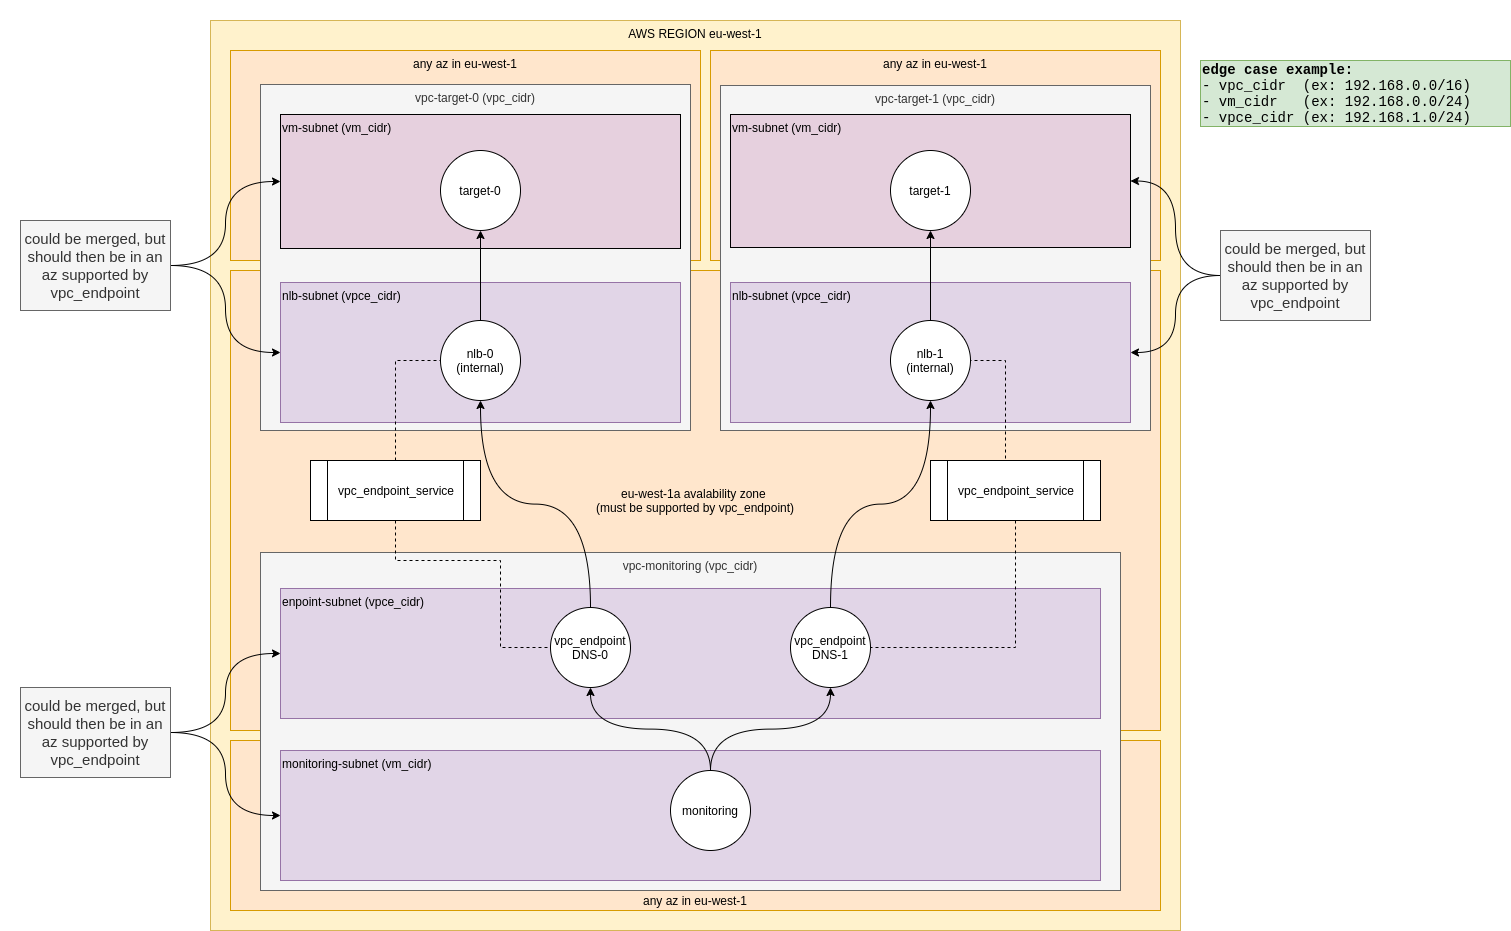 AWS REGION eu-west-1
any az in eu-west-1
any az in eu-west-1
edge case example:
- vpc_cidr  (ex: 192.168.0.0/16)
- vm_cidr   (ex: 192.168.0.0/24)
- vpce_cidr (ex: 192.168.1.0/24)
vpc-target-0 (vpc_cidr)
vpc-target-1 (vpc_cidr)
vm-subnet (vm_cidr)
vm-subnet (vm_cidr)
target-0
target-1
could be merged, but
should then be in an
az supported by
vpc_endpoint
could be merged, but
should then be in an
az supported by
vpc_endpoint
nlb-subnet (vpce_cidr)
nlb-subnet (vpce_cidr)
nlb-0
(internal)
nlb-1
(internal)
vpc_endpoint_service
eu-west-1a avalability zone
(must be supported by vpc_endpoint)
vpc_endpoint_service
vpc-monitoring (vpc_cidr)
enpoint-subnet (vpce_cidr)
vpc_endpoint
DNS-0
vpc_endpoint
DNS-1
could be merged, but
should then be in an
az supported by
vpc_endpoint
monitoring-subnet (vm_cidr)
monitoring
any az in eu-west-1